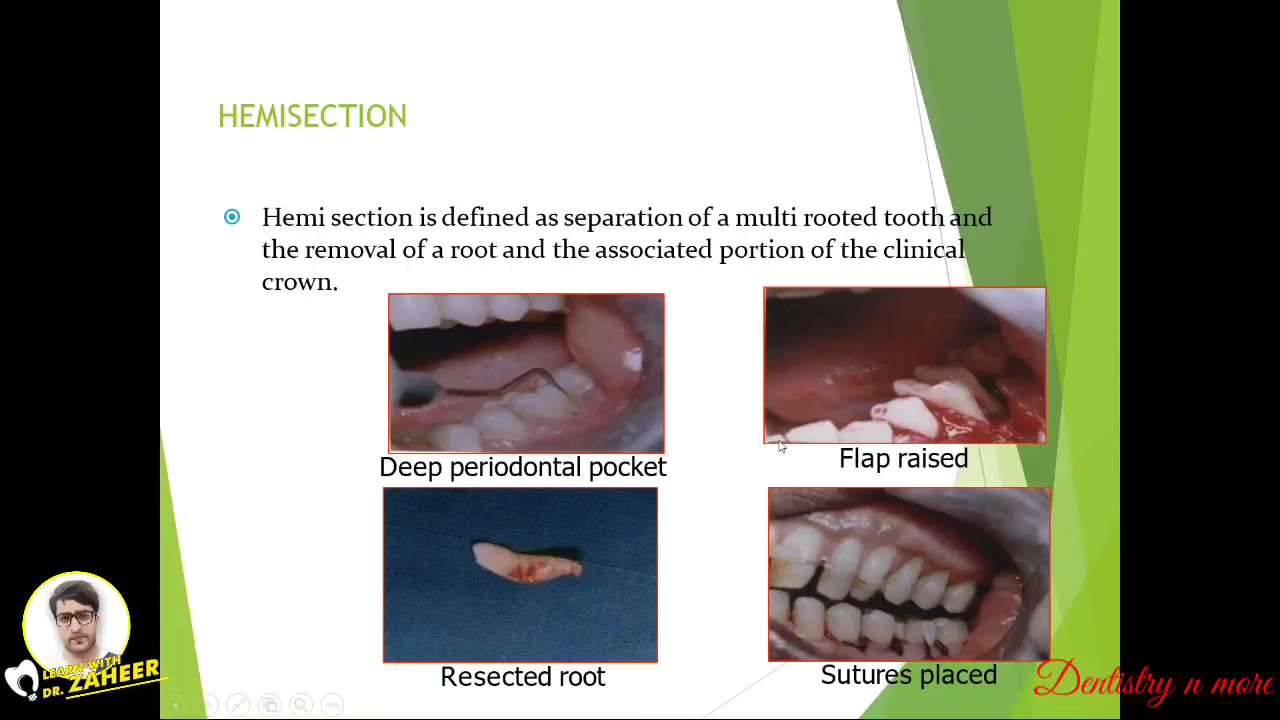 HEMISECTION
Hemi section is defined as separation of a multi rooted tooth and
the removal of a root and the associated portion of the clinical
crown.
Deep periodontal pocket
Flap raised
Resected root
Sutures placed
LEARN WITH
DR. ZAHEER
Dentistry n more